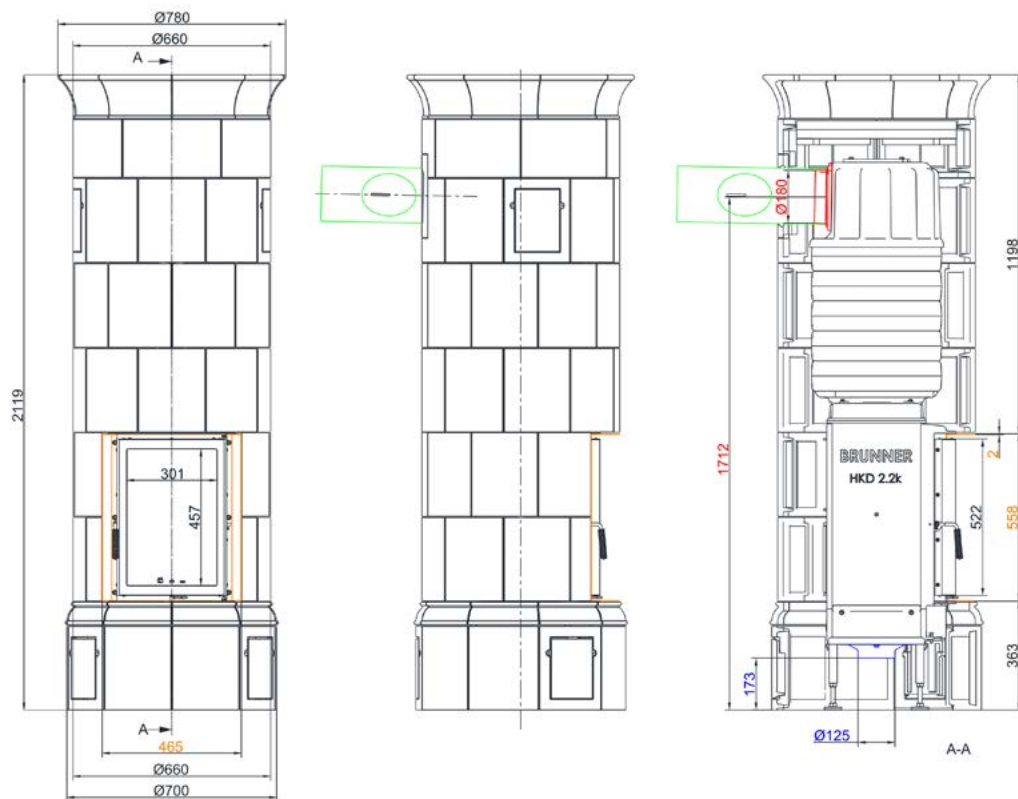 Ø780
Ø660
A
2119
301
457
A
465
Ø660
Ø700
Ø180
1198
1712
BRUNNER
HKD 2.2k
2
522
558
363
173
Ø125
A-A